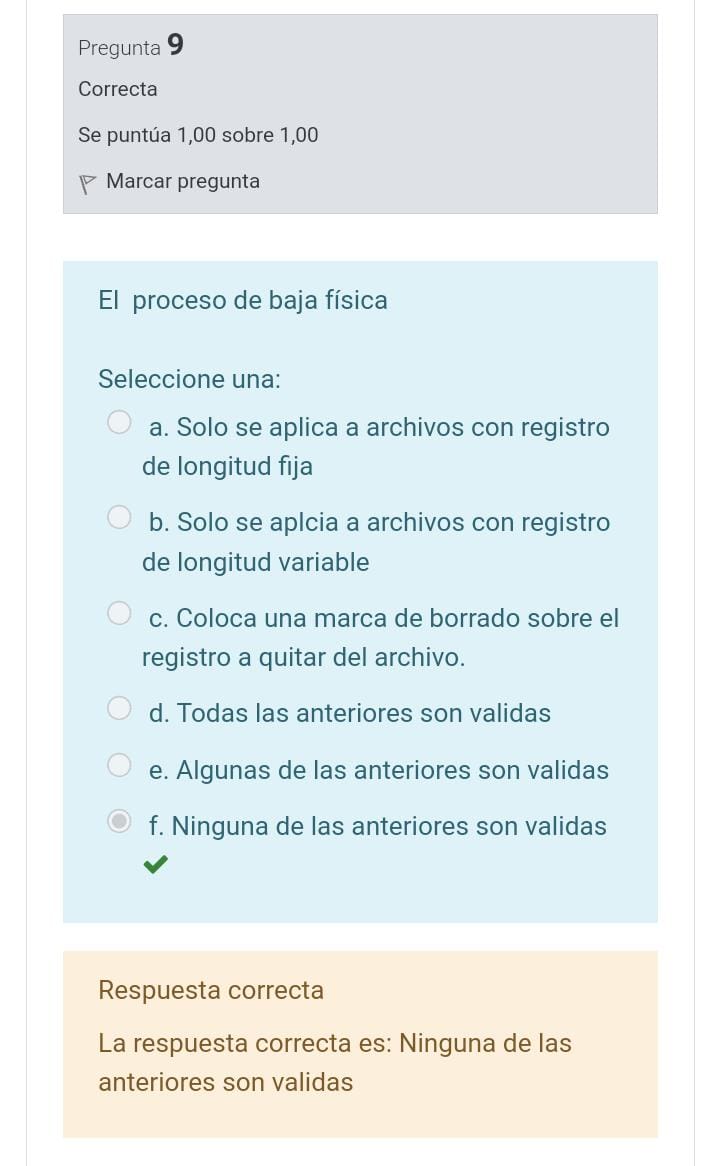 Pregunta 9
Correcta
Se puntúa 1,00 sobre 1,00
Marcar pregunta
El proceso de baja física
Seleccione una:
a. Solo se aplica a archivos con registro
de longitud fija
b. Solo se aplcia a archivos con registro
de longitud variable
c. Coloca una marca de borrado sobre el
registro a quitar del archivo.
d. Todas las anteriores son validas
e. Algunas de las anteriores son validas
f. Ninguna de las anteriores son validas
Respuesta correcta
La respuesta correcta es: Ninguna de las
anteriores son validas